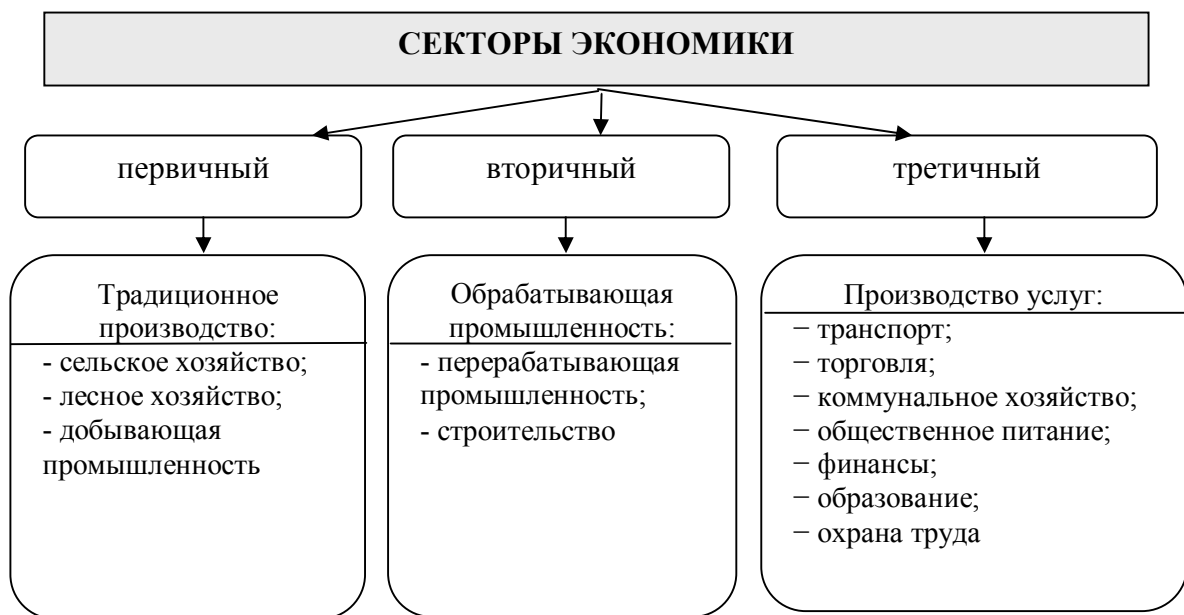 СЕКТОРЫ ЭКОНОМИКИ
первичный
вторичный
третичный
Традиционное
производство:
- сельское хозяйство;
- лесное хозяйство;
- добывающая
промышленность
Обрабатывающая
промышленность:
- перерабатывающая
промышленность;
- строительство
Производство услуг:
− транспорт;
− торговля;
− коммунальное хозяйство;
− общественное питание;
− финансы;
− образование;
− охрана труда